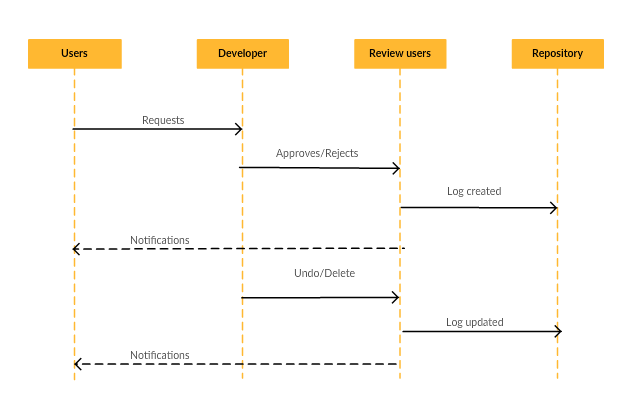 Users
Developer
Review users
Repository
Requests
Approves/Rejects
Log created
Notifications
Undo/Delete
Log updated
Notifications